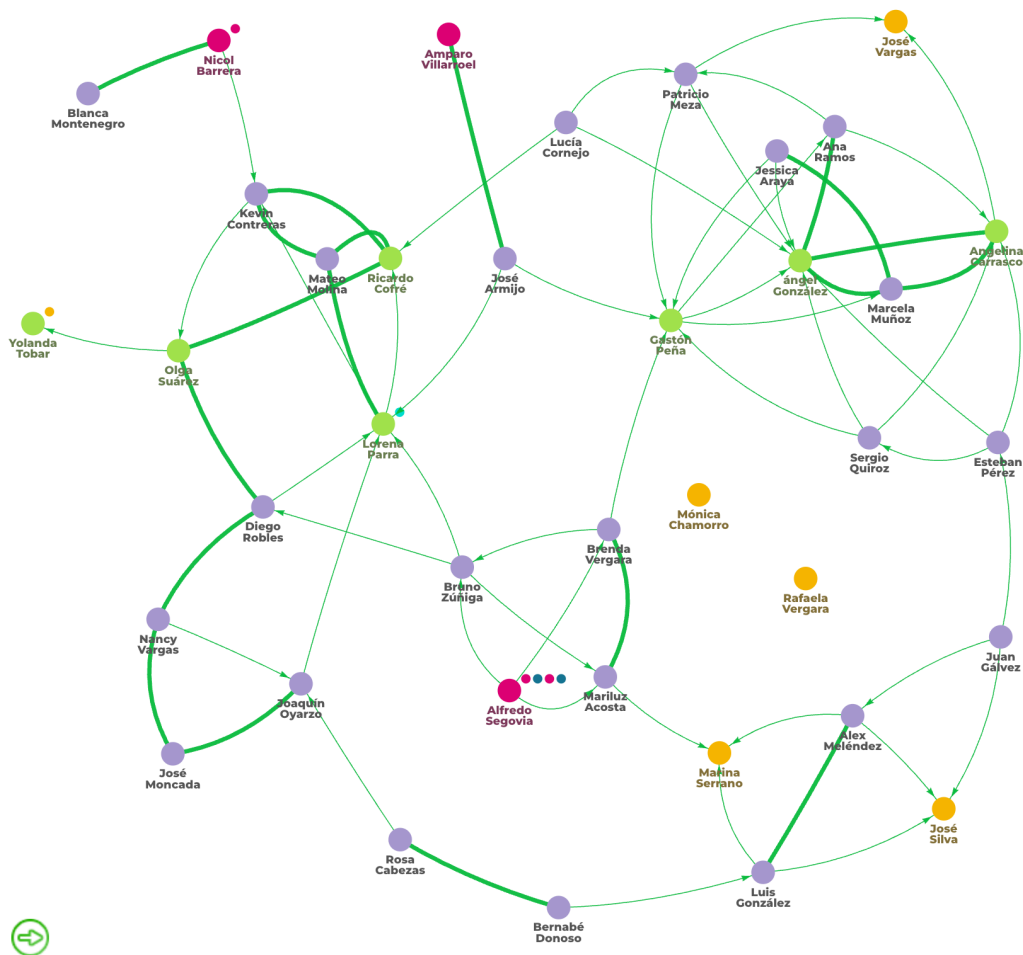 José
Vargas
Nicol
Barrera
Amparo
Villarroel
Patricio
Meza
Blanca
Montenegro
Lucía
Cornejo
Ana
Ramos
Jessica
Araya
Kevin
Contreras
Angelina
Carrasco
Mateo
Molina
Ricardo
Cofré
José
Armijo
ángel
González
Marcela
Muñoz
Yolanda
Tobar
Gastón
Peña
Olga
Suárez
Lorena
Parra
Sergio
Quiroz
Esteban
Pérez
Mónica
Chamorro
Diego
Robles
Brenda
Vergara
Bruno
Zúñiga
Rafaela
Vergara
Nancy
Vargas
Juan
Gálvez
Joaquín
Oyarzo
Alfredo
Segovia
Mariluz
Acosta
Alex
Meléndez
José
Moncada
Marina
Serrano
José
Silva
Rosa
Cabezas
Luis
González
Bernabé
Donoso